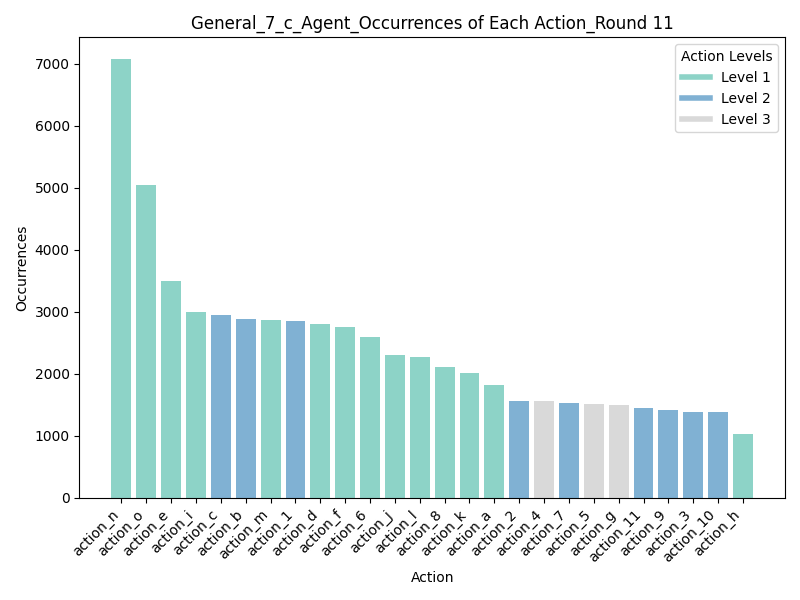 General_7_c_Agent_Occurrences of Each Action_Round 11
Action Levels
Level 1
Level 2
Level 3
Occurrences
7000
6000
5000
4000
3000
2000
1000
0
action_n
action_o
action_e
action_i
action_c
action_b
action_m
action_1
action_d
action_f
action_6
action_j
action_l
action_8
action_k
action_a
action_2
action_4
action_7
action_5
action_g
action_11
action_9
action_3
action_10
action_h
Action